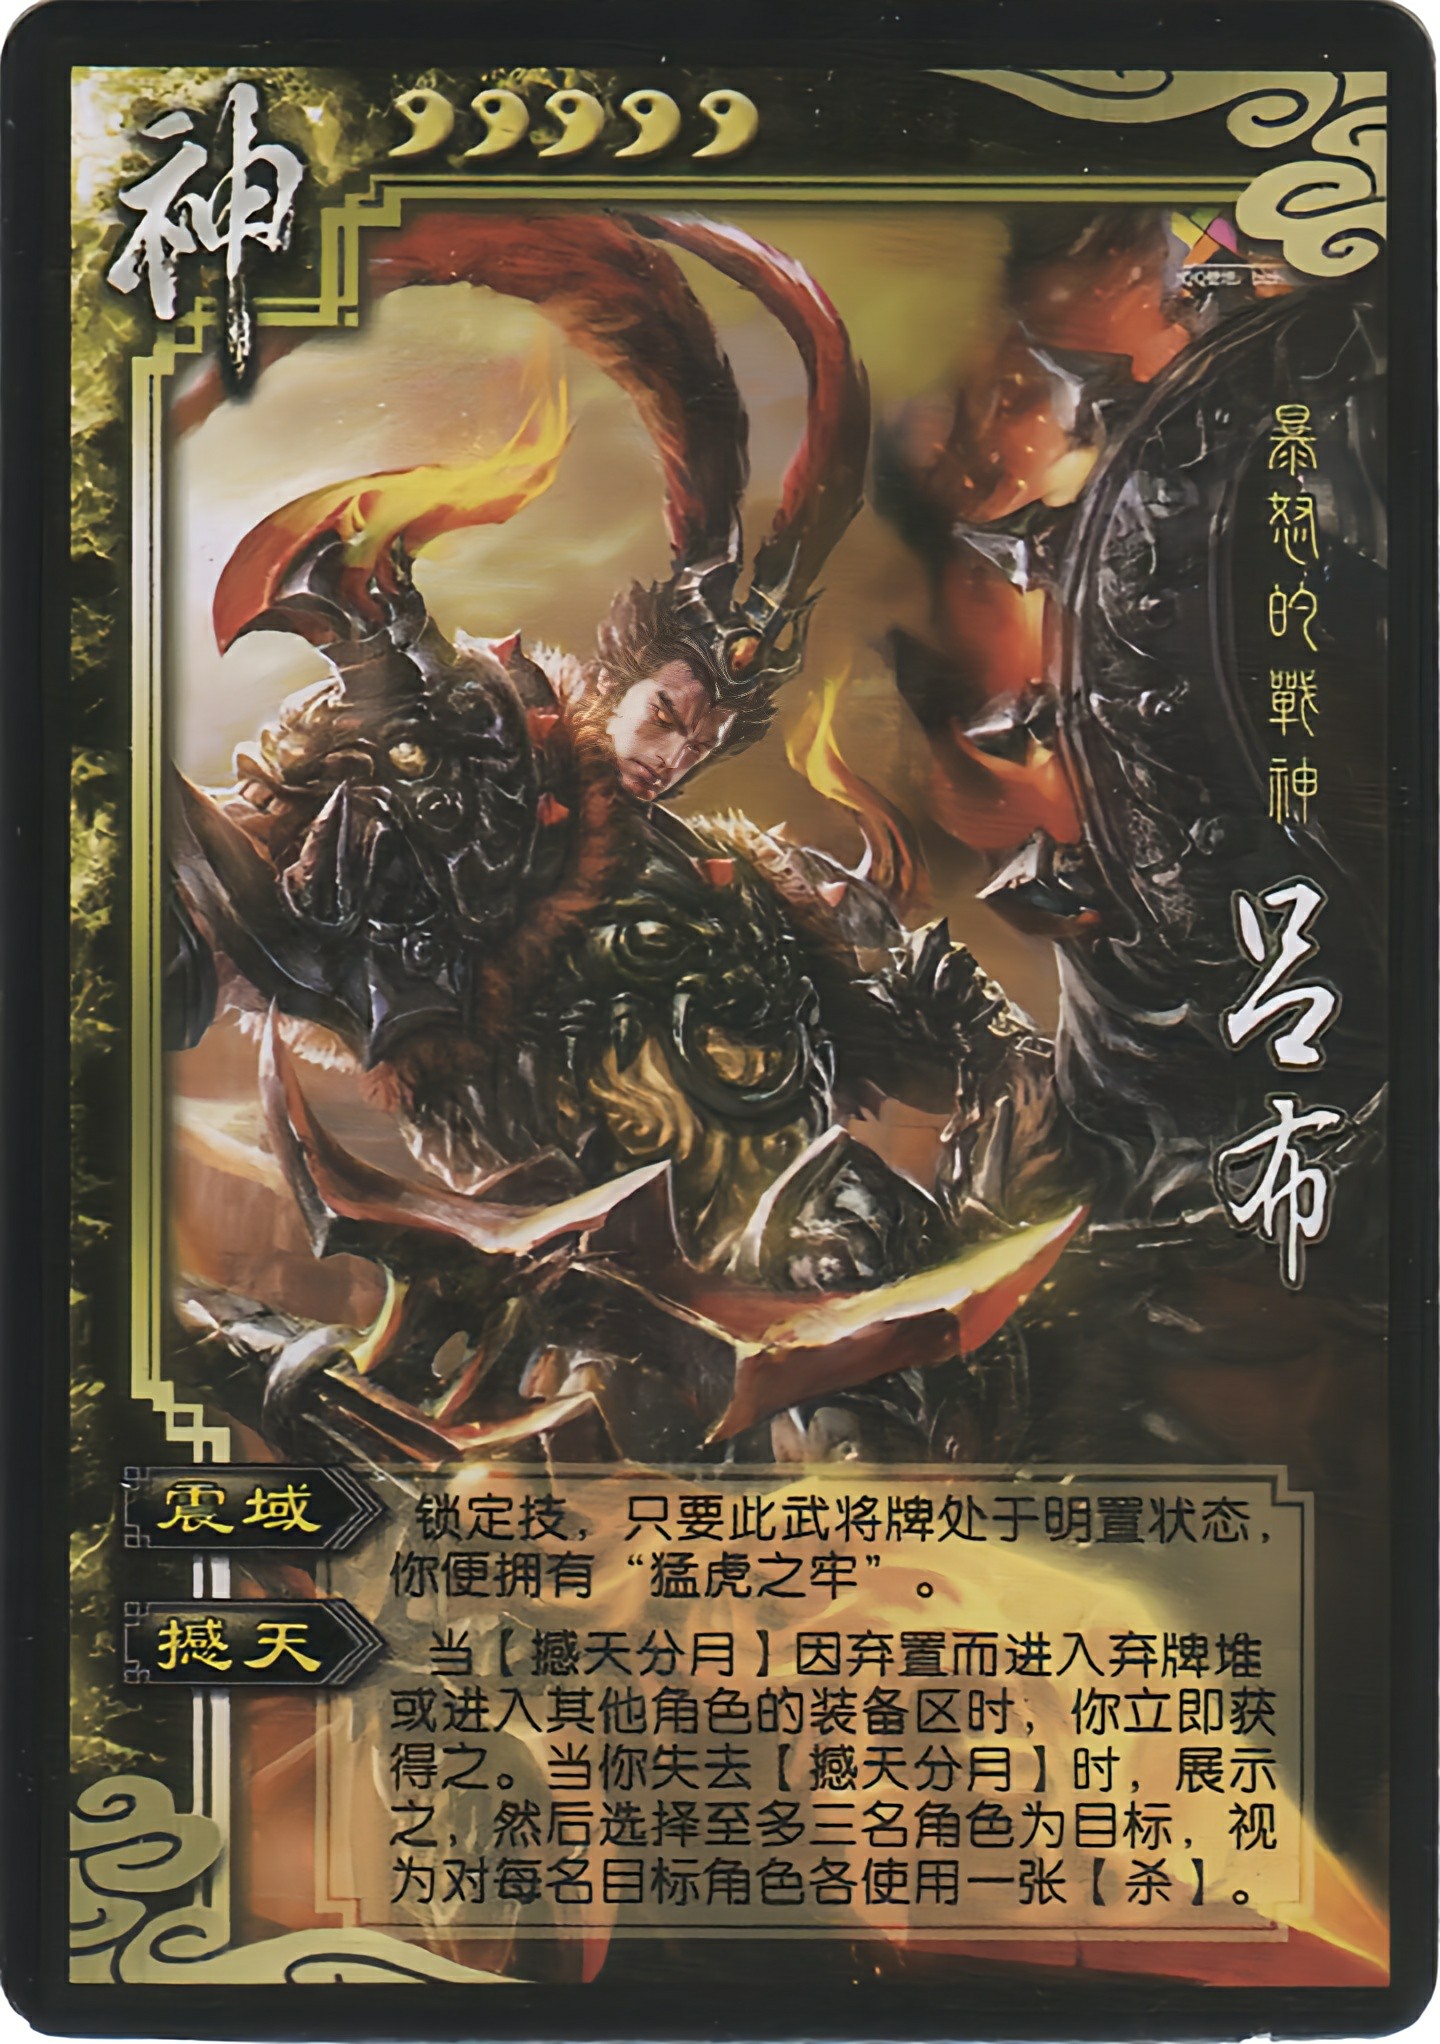 神
暴怒的戰神
呂布
震域
锁定技，只要此武将牌处于明置状态，
你便拥有“猛虎之牢”。
撼天
当【撼天分月】因弃置而进入弃牌堆
或进入其他角色的装备区时，你立即获
得之。当你失去【撼天分月】时，展示
之，然后选择至多三名角色为目标，视
为对每名目标角色各使用一张【杀】。